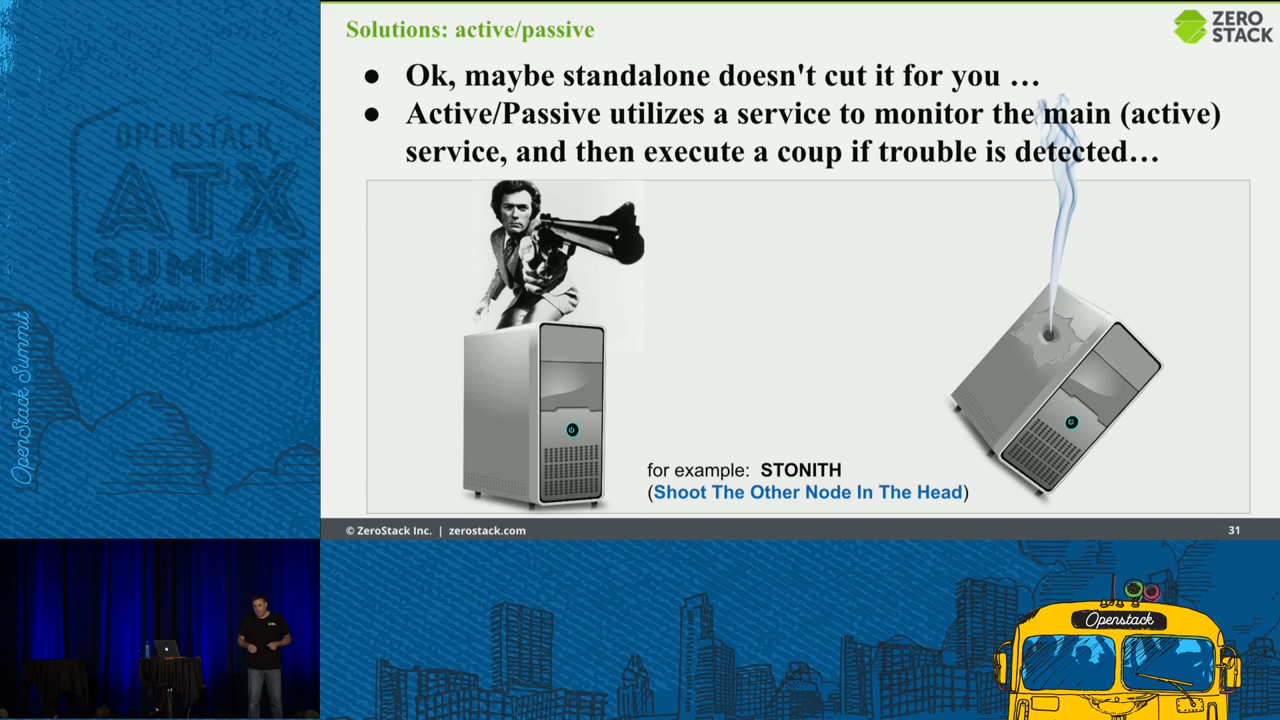 Solutions: active/passive
ZERO
STACK
● Ok, maybe standalone doesn't cut it for you …
● Active/Passive utilizes a service to monitor the main (active)
service, and then execute a coup if trouble is detected…
for example: STONITH
(Shoot The Other Node In The Head)
© ZeroStack Inc. | zerostack.com
31
OPENSTACK
ATX
SUMMIT
Austin 2016
OpenStack Summit
Openstack